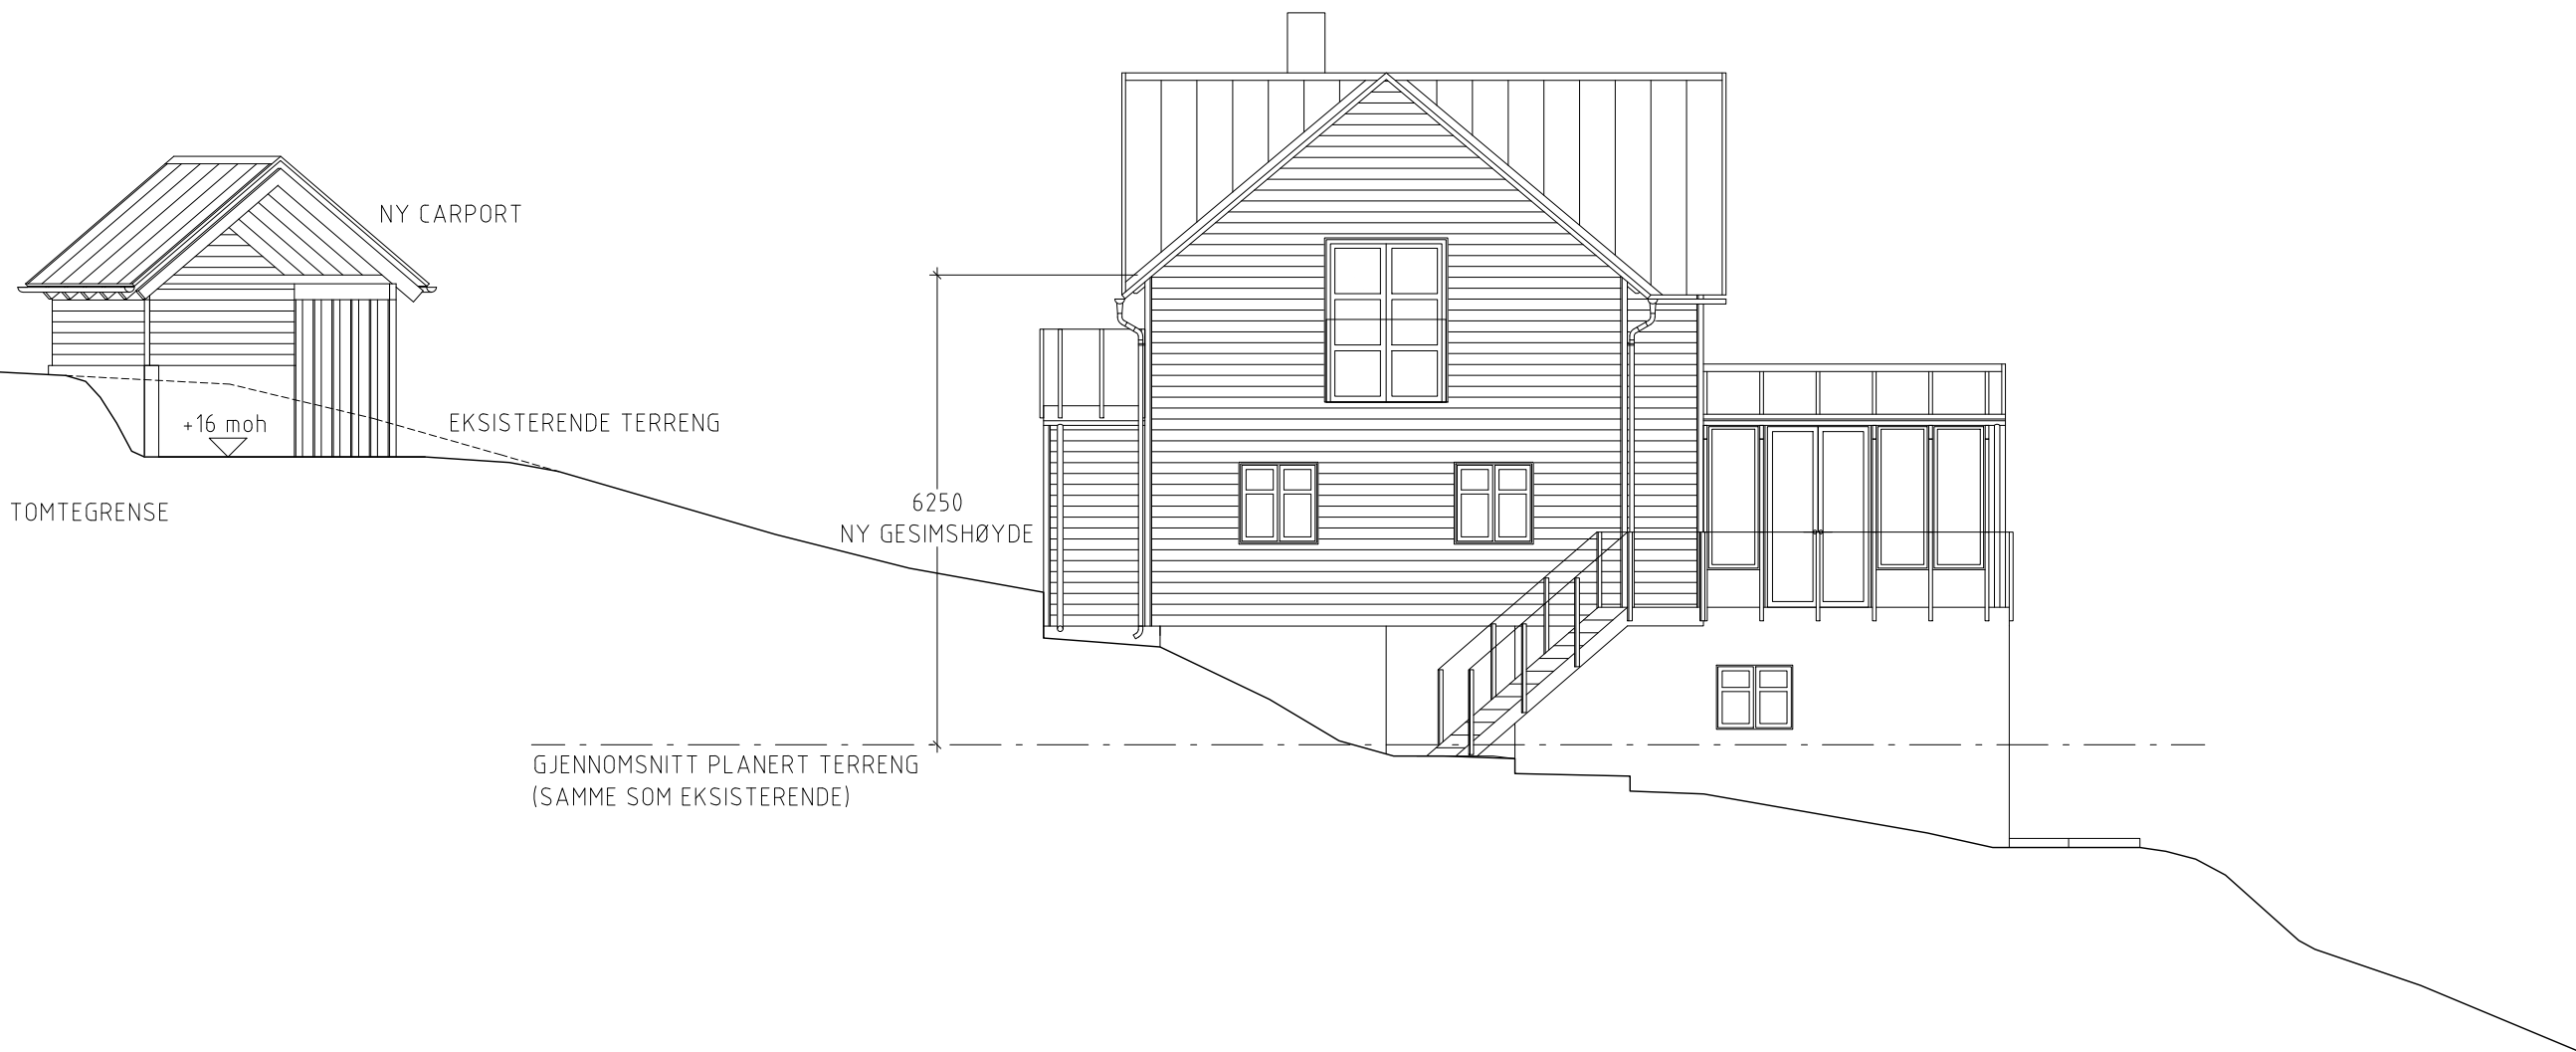 NY CARPORT
+16 moh
EKSISTERENDE TERRENG
TOMTEGRENSE
6250
NY GESIMSHØYDE
GJENNOMSNITT PLANERT TERRENG
(SAMME SOM EKSISTERENDE)